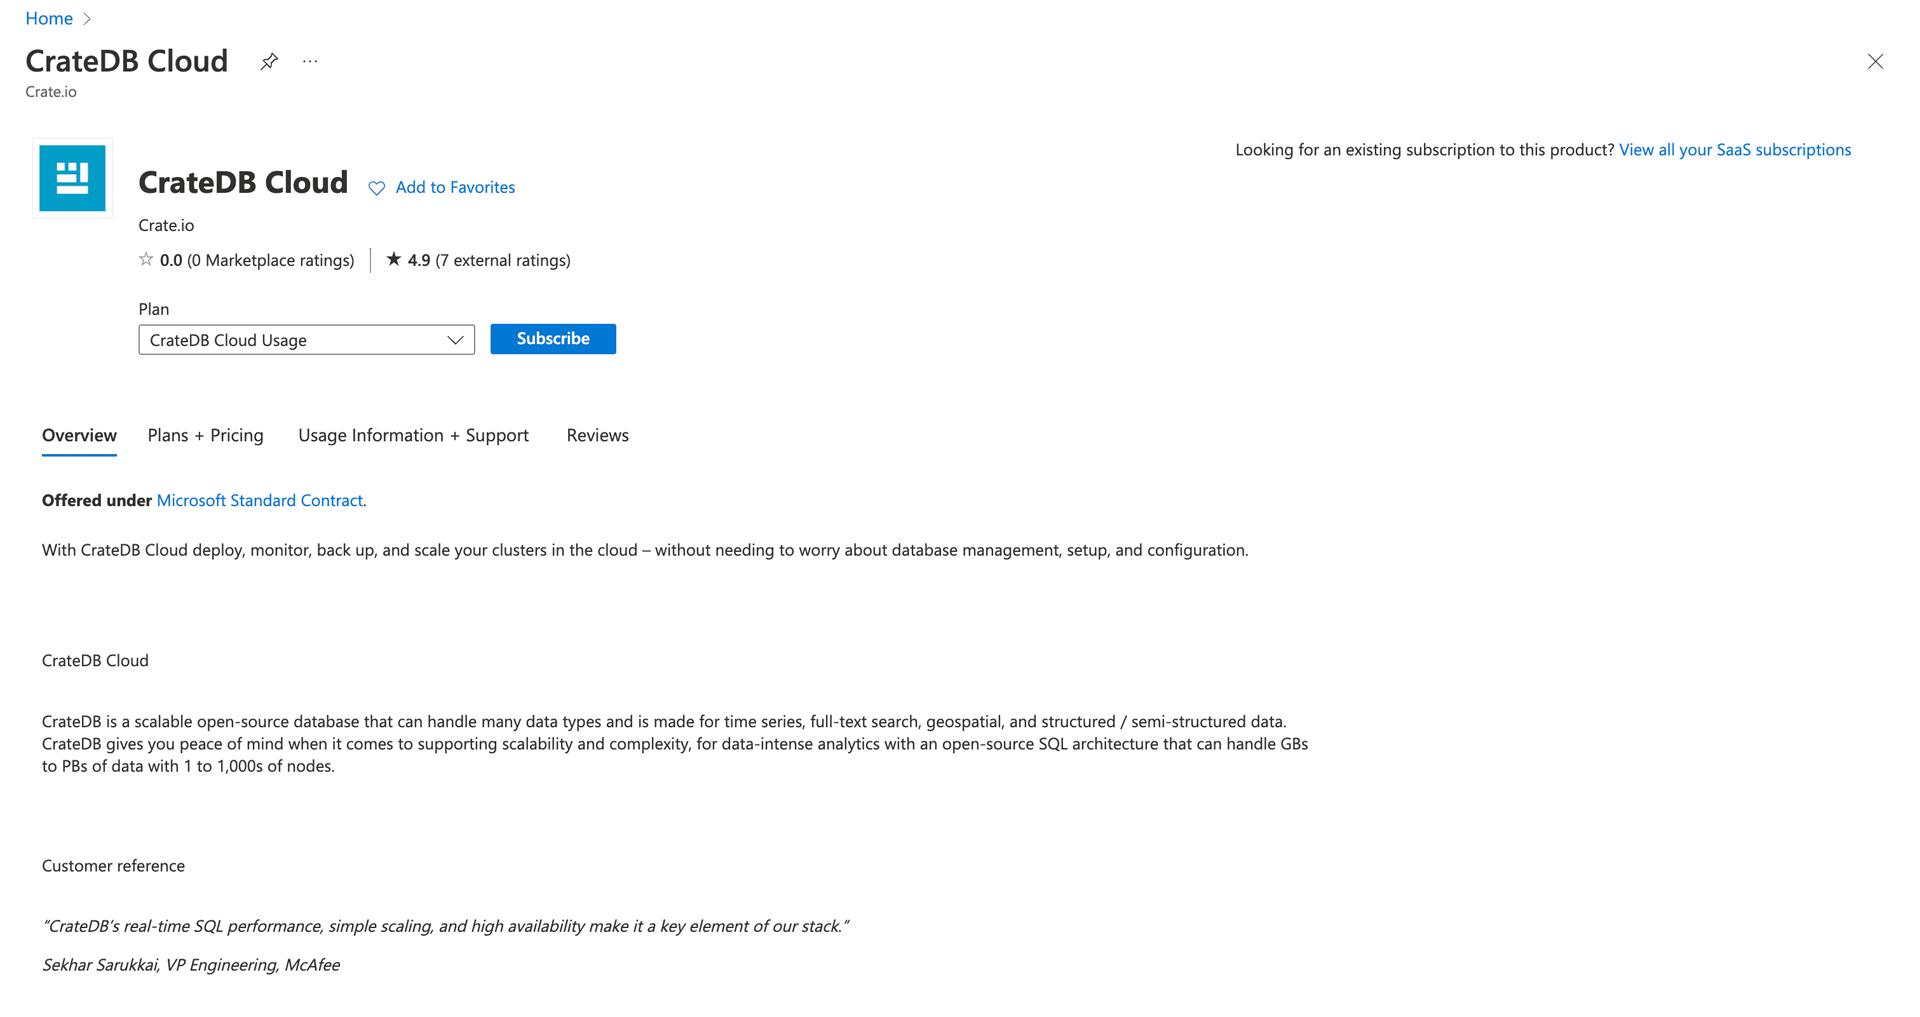 Home
CrateDB Cloud
Crate.io
Looking for an existing subscription to this product? View all your SaaS subscriptions
CrateDB Cloud Add to Favorites
Crate.io
0.0 (0 Marketplace ratings) 4.9 (7 external ratings)
Plan
CrateDB Cloud Usage Subscribe
Overview Plans + Pricing Usage Information + Support Reviews
Offered under Microsoft Standard Contract.
With CrateDB Cloud deploy, monitor, back up, and scale your clusters in the cloud – without needing to worry about database management, setup, and configuration.
CrateDB Cloud
CrateDB is a scalable open-source database that can handle many data types and is made for time series, full-text search, geospatial, and structured / semi-structured data.
CrateDB gives you peace of mind when it comes to supporting scalability and complexity, for data-intense analytics with an open-source SQL architecture that can handle GBs
to PBs of data with 1 to 1,000s of nodes.
Customer reference
“CrateDB’s real-time SQL performance, simple scaling, and high availability make it a key element of our stack.”
Sekhar Sarukkai, VP Engineering, McAfee